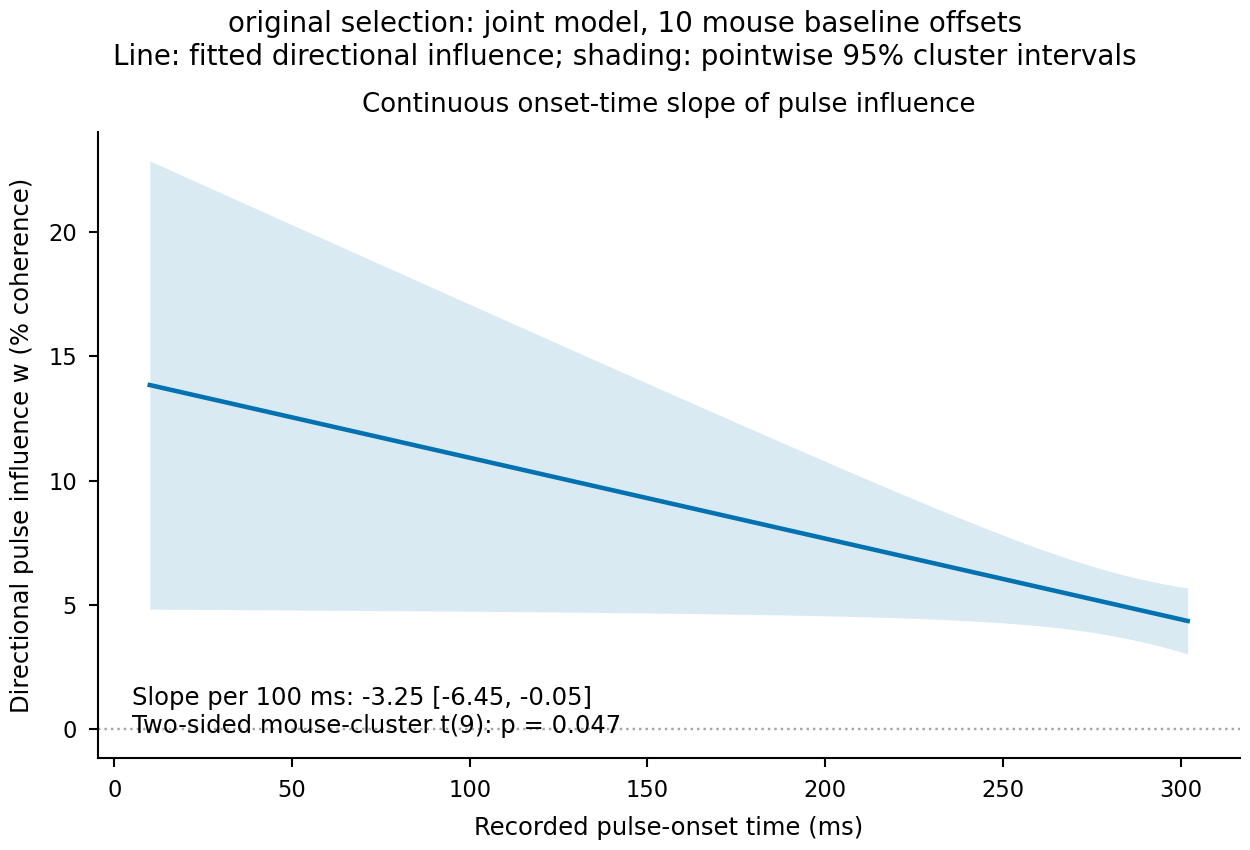 original selection: joint model, 10 mouse baseline offsets
Line: fitted directional influence; shading: pointwise 95% cluster intervals
Continuous onset-time slope of pulse influence
Directional pulse influence w (% coherence)
20
15
10
5
0
Slope per 100 ms: -3.25 [-6.45, -0.05]
Two-sided mouse-cluster t(9): p = 0.047
0 50 100 150 200 250 300
Recorded pulse-onset time (ms)